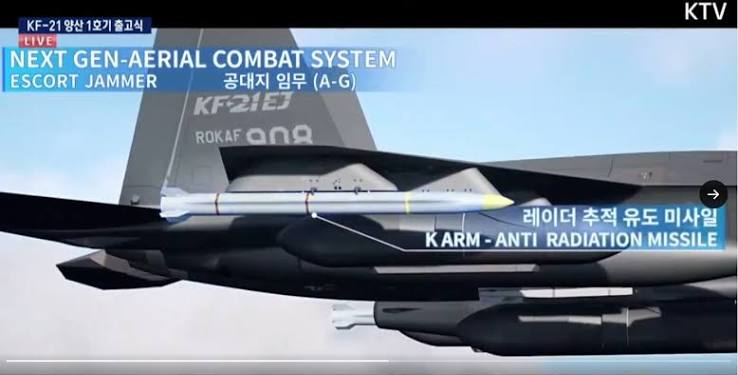 KF-21 양산 1호기 출고식
KTV
LIVE
NEXT GEN-AERIAL COMBAT SYSTEM
ESCORT JAMMER 공대지 임무 (A-G)
KF-21EJ
ROKAF 908
레이더 추적 유도 미사일
K ARM - ANTI RADIATION MISSILE